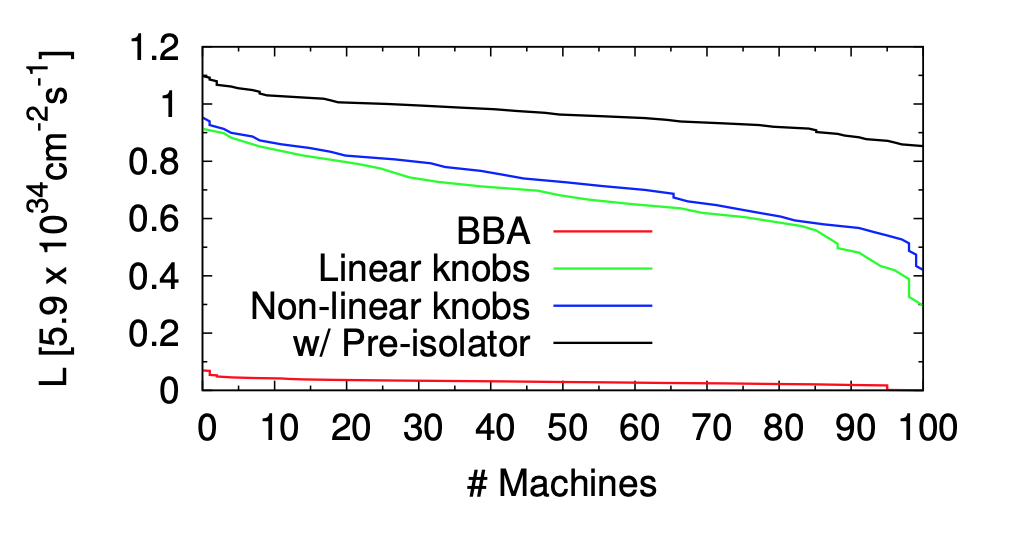 L [5.9 x 10^34 cm^-2 s^-1]
1.2
1
0.8
0.6
0.4
0.2
0
BBA
Linear knobs
Non-linear knobs
w/ Pre-isolator
0 10 20 30 40 50 60 70 80 90 100
# Machines